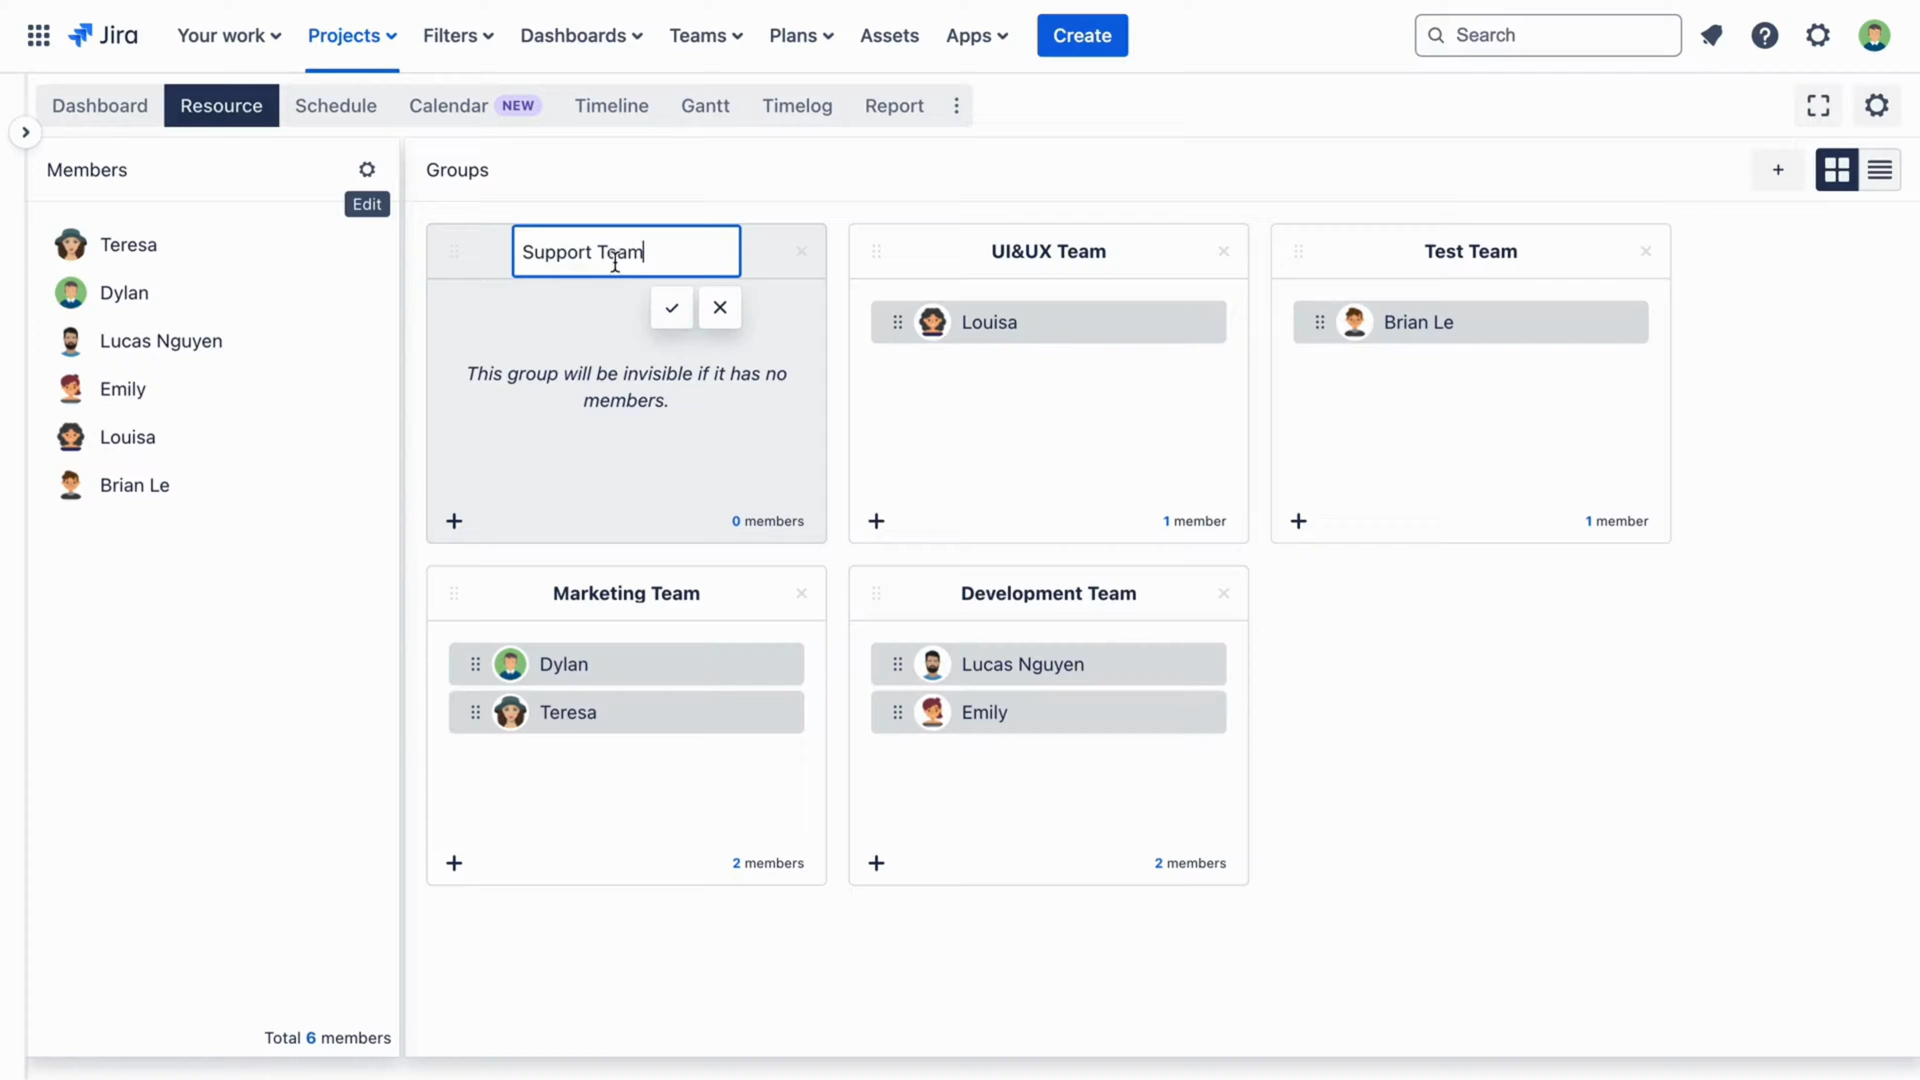 Jira Your work Projects Filters Dashboards Teams Plans Assets Apps Create Search
Dashboard Resource Schedule Calendar NEW Timeline Gantt Timelog Report
Members
Edit
Teresa
Dylan
Lucas Nguyen
Emily
Louisa
Brian Le
Total 6 members
Groups
Support Team
This group will be invisible if it has no
members.
0 members
UI&UX Team
Louisa
1 member
Test Team
Brian Le
1 member
Marketing Team
Dylan
Teresa
2 members
Development Team
Lucas Nguyen
Emily
2 members